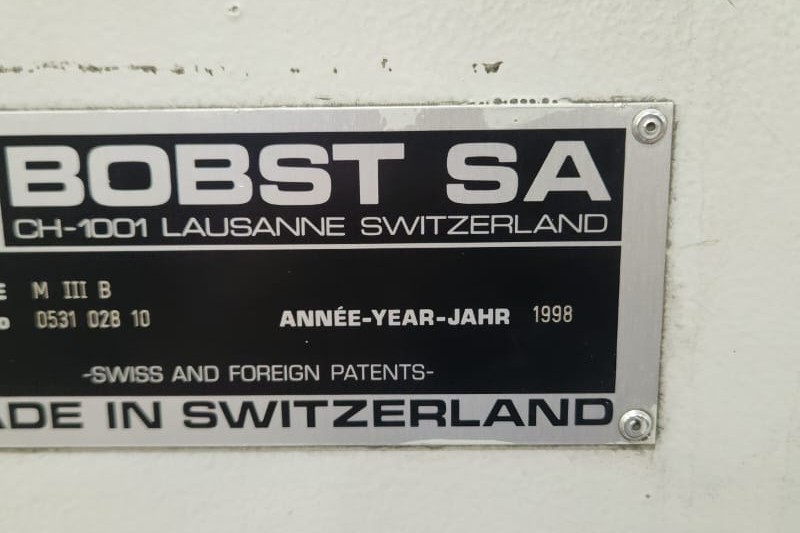 BOBST SA
CH-1001 LAUSANNE SWITZERLAND
M III B
0531 028 10 ANNÉE-YEAR-JAHR 1998
-SWISS AND FOREIGN PATENTS-
ADE IN SWITZERLAND